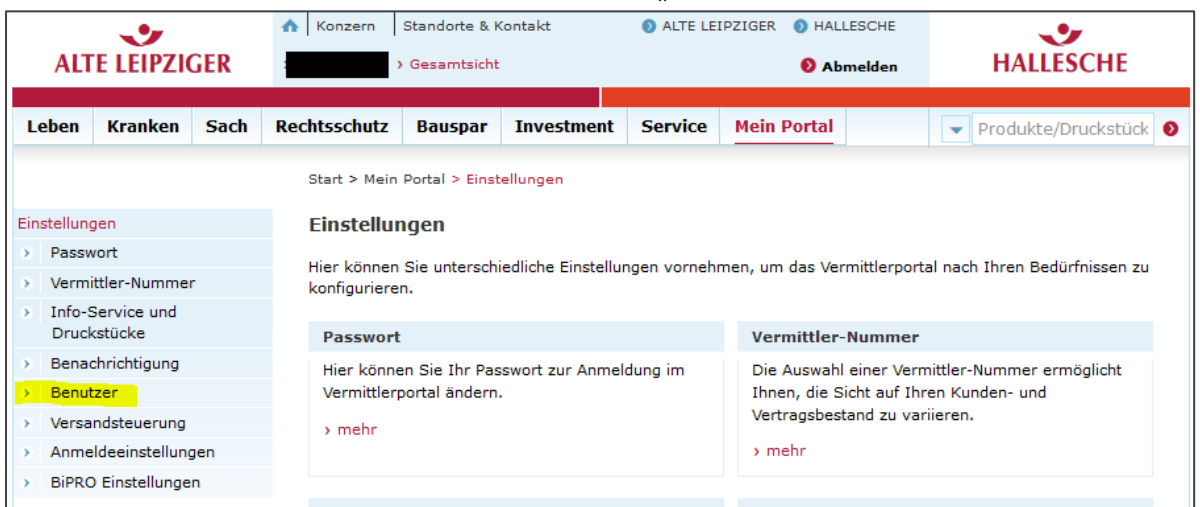 „
Konzern Standorte & Kontakt ALTE LEIPZIGER HALLESCHE
ALTE LEIPZIGER
› Gesamtsicht Abmelden
HALLESCHE
Leben Kranken Sach Rechtsschutz Bauspar Investment Service Mein Portal Produkte/Druckstück
Start > Mein Portal > Einstellungen
Einstellungen
Passwort
Vermittler-Nummer
Info-Service und
Druckstücke
Benachrichtigung
Benutzer
Versandsteuerung
Anmeldeeinstellungen
BiPRO Einstellungen
Einstellungen
Hier können Sie unterschiedliche Einstellungen vornehmen, um das Vermittlerportal nach Ihren Bedürfnissen zu
konfigurieren.
Passwort
Hier können Sie Ihr Passwort zur Anmeldung im
Vermittlerportal ändern.
› mehr
Vermittler-Nummer
Die Auswahl einer Vermittler-Nummer ermöglicht
Ihnen, die Sicht auf Ihren Kunden- und
Vertragsbestand zu variieren.
› mehr